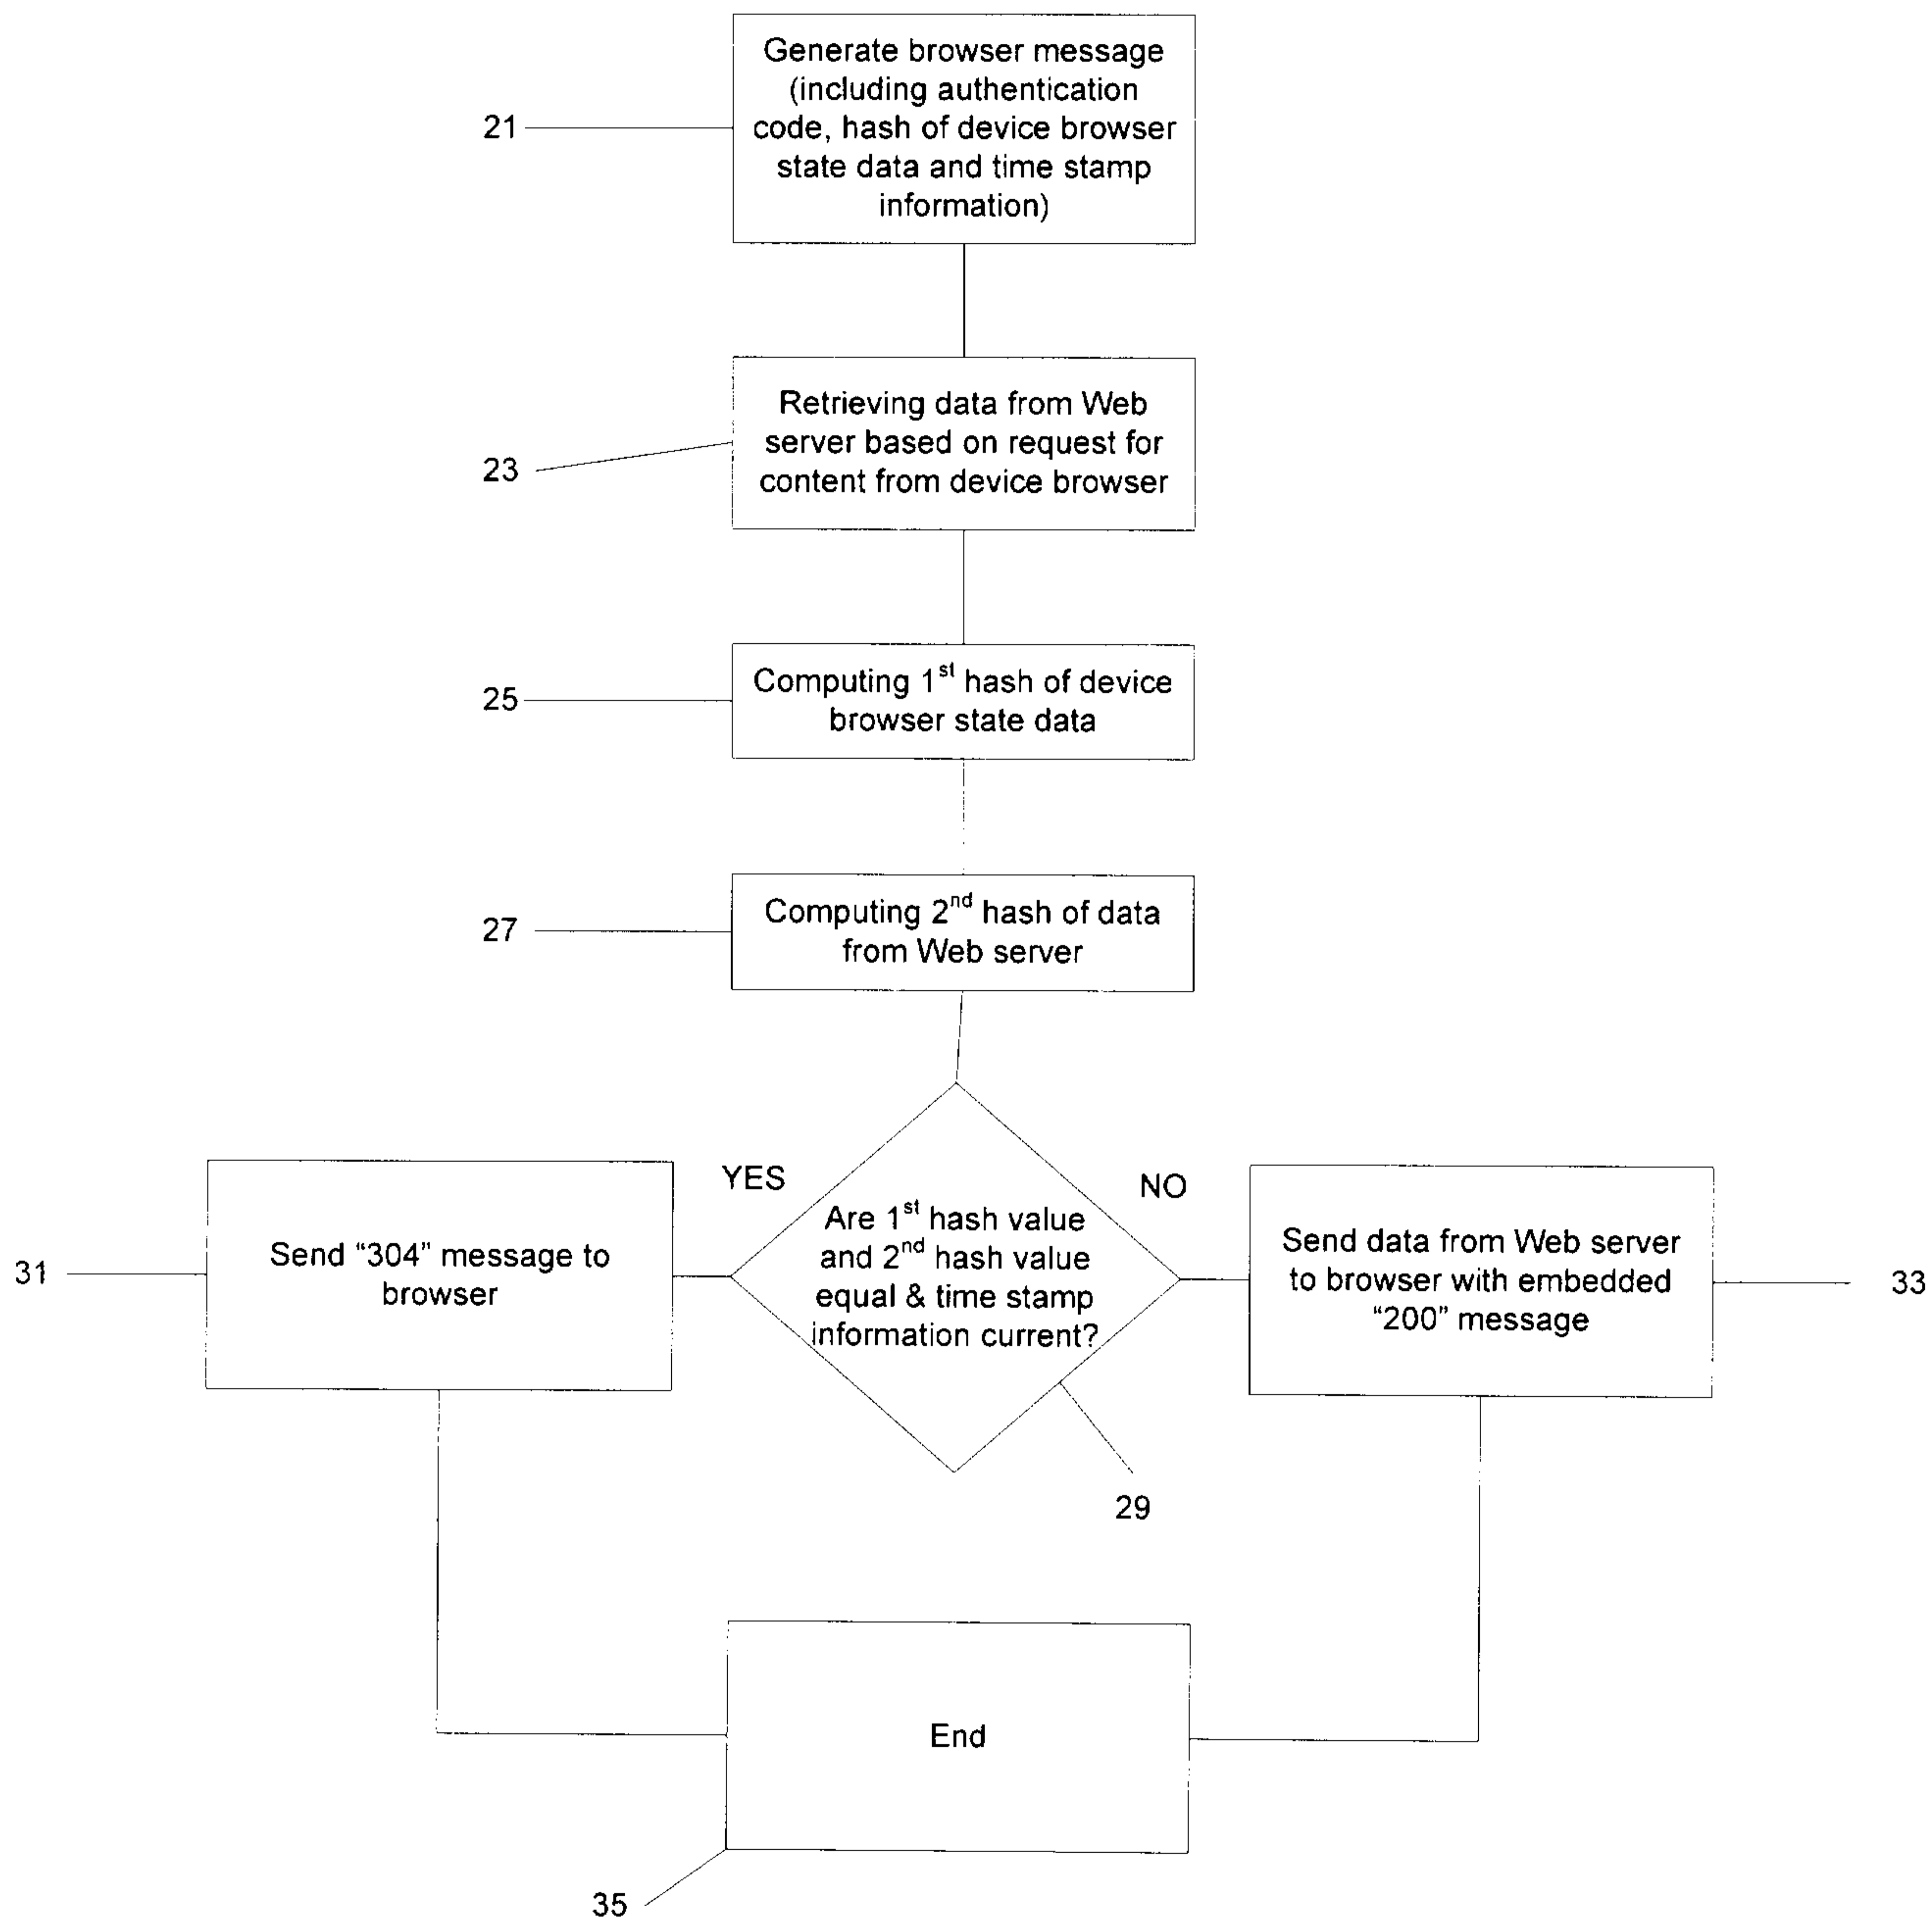 Generate browser message
(including authentication
code, hash of device browser
state data and time stamp
information)
21
Retrieving data from Web
server based on request for
content from device browser
23
Computing 1st hash of device
browser state data
25
Computing 2nd hash of data
from Web server
27
YES
NO
Are 1st hash value
and 2nd hash value
equal & time stamp
information current?
29
Send “304” message to
browser
31
Send data from Web server
to browser with embedded
“200” message
33
End
35